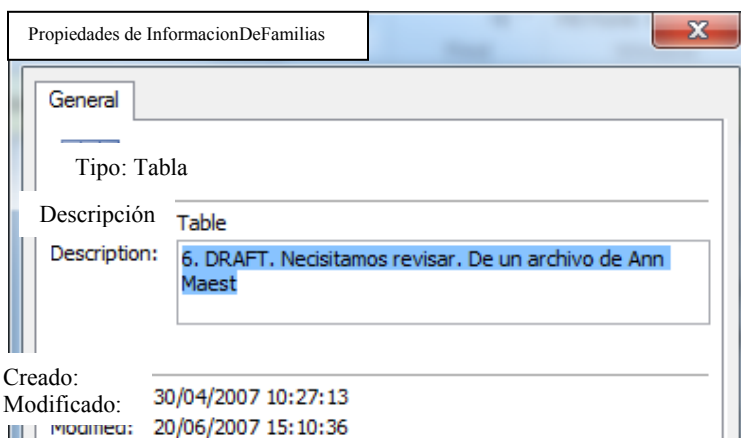 Propiedades de InformacionDeFamilias
General
Tipo: Tabla
Descripción
Table
Description:
6. DRAFT. Necisitamos revisar. De un archivo de Ann
Maest
Creado:
30/04/2007 10:27:13
Modificado:
Modified: 20/06/2007 15:10:36